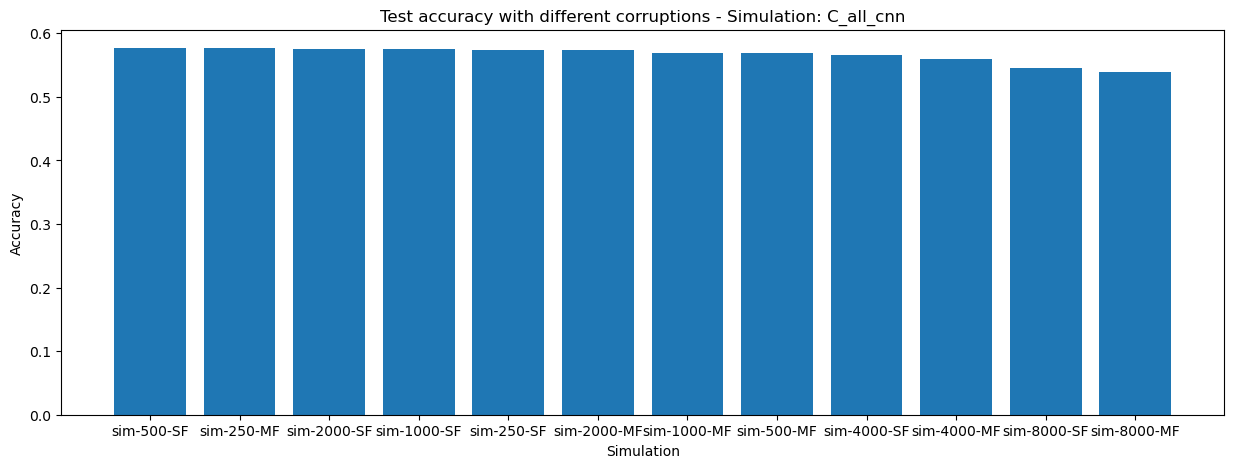 Test accuracy with different corruptions - Simulation: C_all_cnn
0.6
0.5
0.4
0.3
0.2
0.1
0.0
Accuracy
sim-500-SF sim-250-MF sim-2000-SF sim-1000-SF sim-250-SF sim-2000-MF sim-1000-MF sim-500-MF sim-4000-SF sim-4000-MF sim-8000-SF sim-8000-MF
Simulation